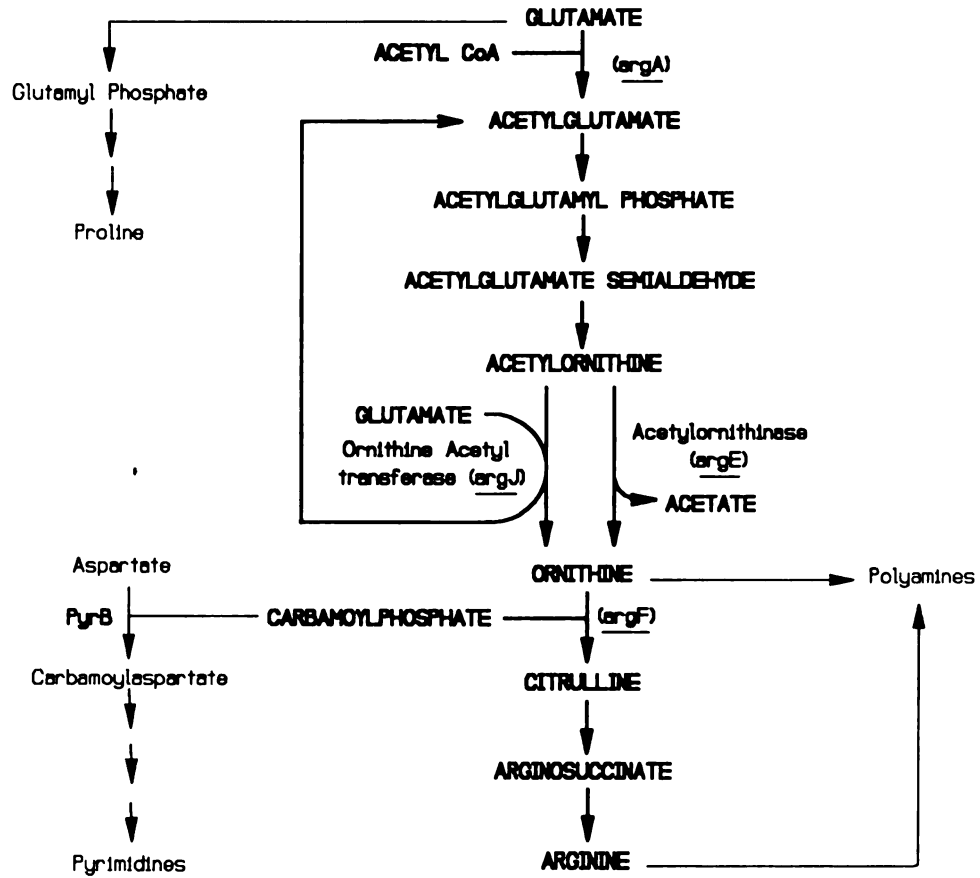 GLUTAMATE
ACETYL CoA
(argA)
Glutamyl Phosphate
ACETYLGLUTAMATE
ACETYLGLUTAMYL PHOSPHATE
Proline
ACETYLGLUTAMATE SEMIALDEHYDE
ACETYLORNITHINE
GLUTAMATE
Ornithine Acetyl
transferase (argJ)
Acetylornithinase
(argE)
ACETATE
Aspartate
ORNITHINE
Polyamines
PyrB
CARBAMOYLPHOSPHATE
(argF)
Carbamoylaspartate
CITRULLINE
ARGINOSUCCINATE
Pyrimidines
ARGININE